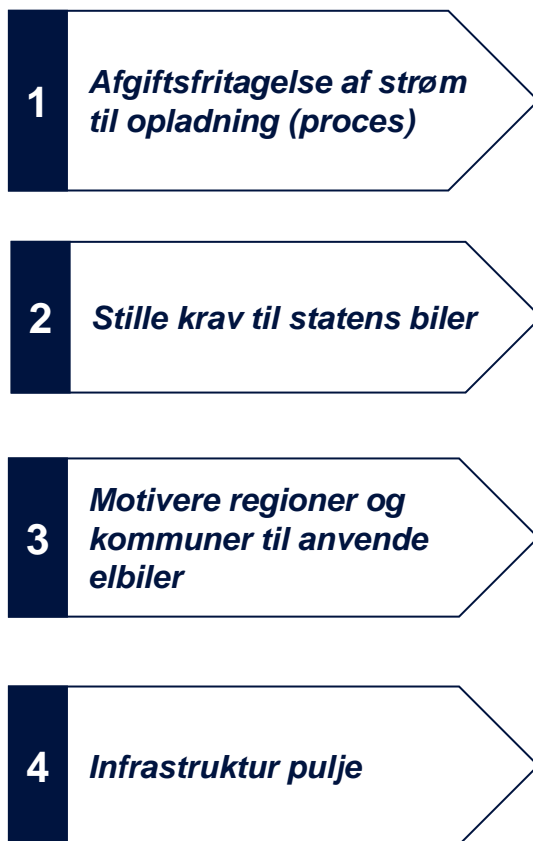 1
Afgiftsfritagelse af strøm
til opladning (proces)
2
Stille krav til statens biler
3
Motivere regioner og
kommuner til anvende
elbiler
4
Infrastruktur pulje